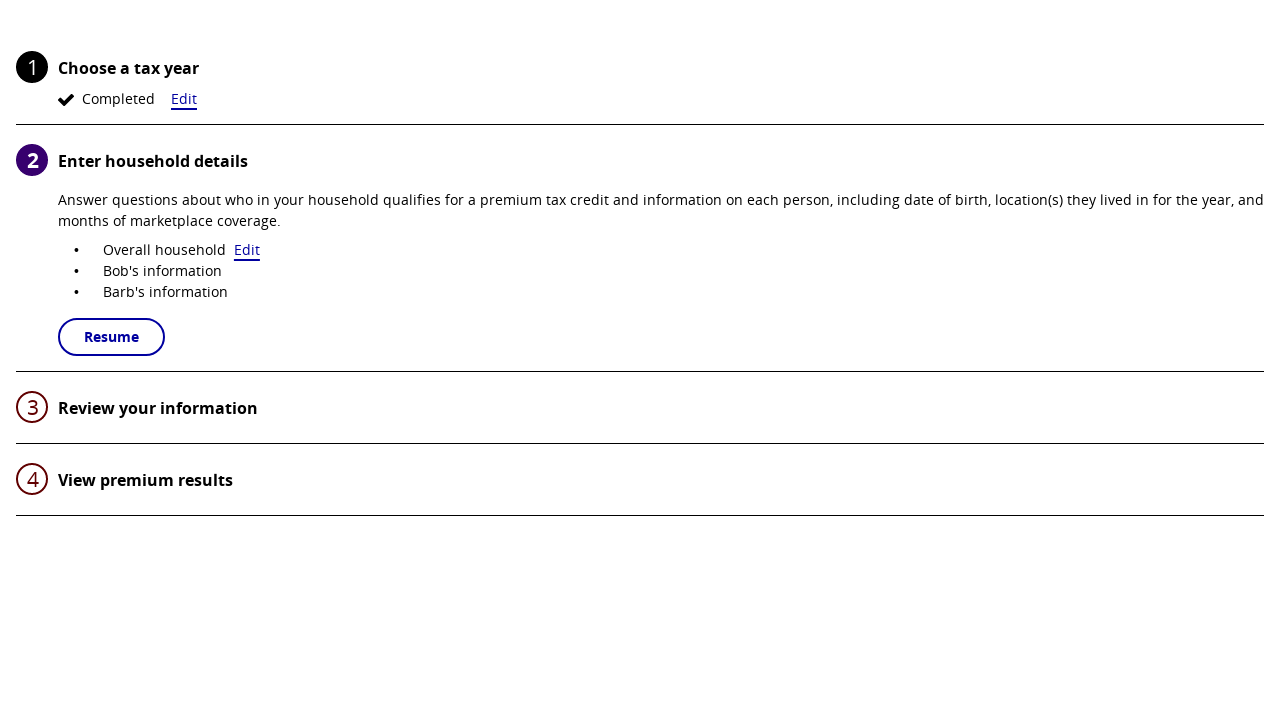 1 Choose a tax year
Completed Edit
2 Enter household details
Answer questions about who in your household qualifies for a premium tax credit and information on each person, including date of birth, location(s) they lived in for the year, and
months of marketplace coverage.
• Overall household Edit
• Bob's information
• Barb's information
Resume
3 Review your information
4 View premium results